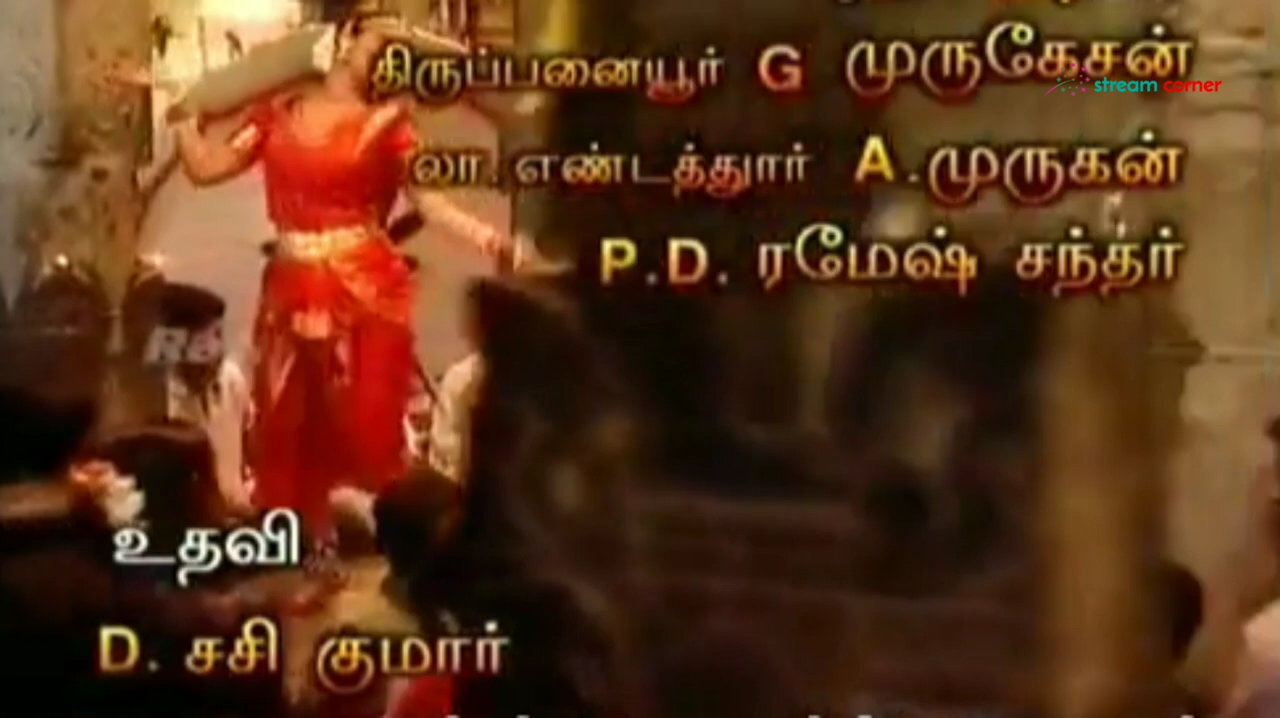 திருப்பனையூர் G முருகேசன்
stream corner
லா. எண்டத்தூர் A.முருகன்
P.D. ரமேஷ் சந்தர்
உதவி
D. சசி குமார்